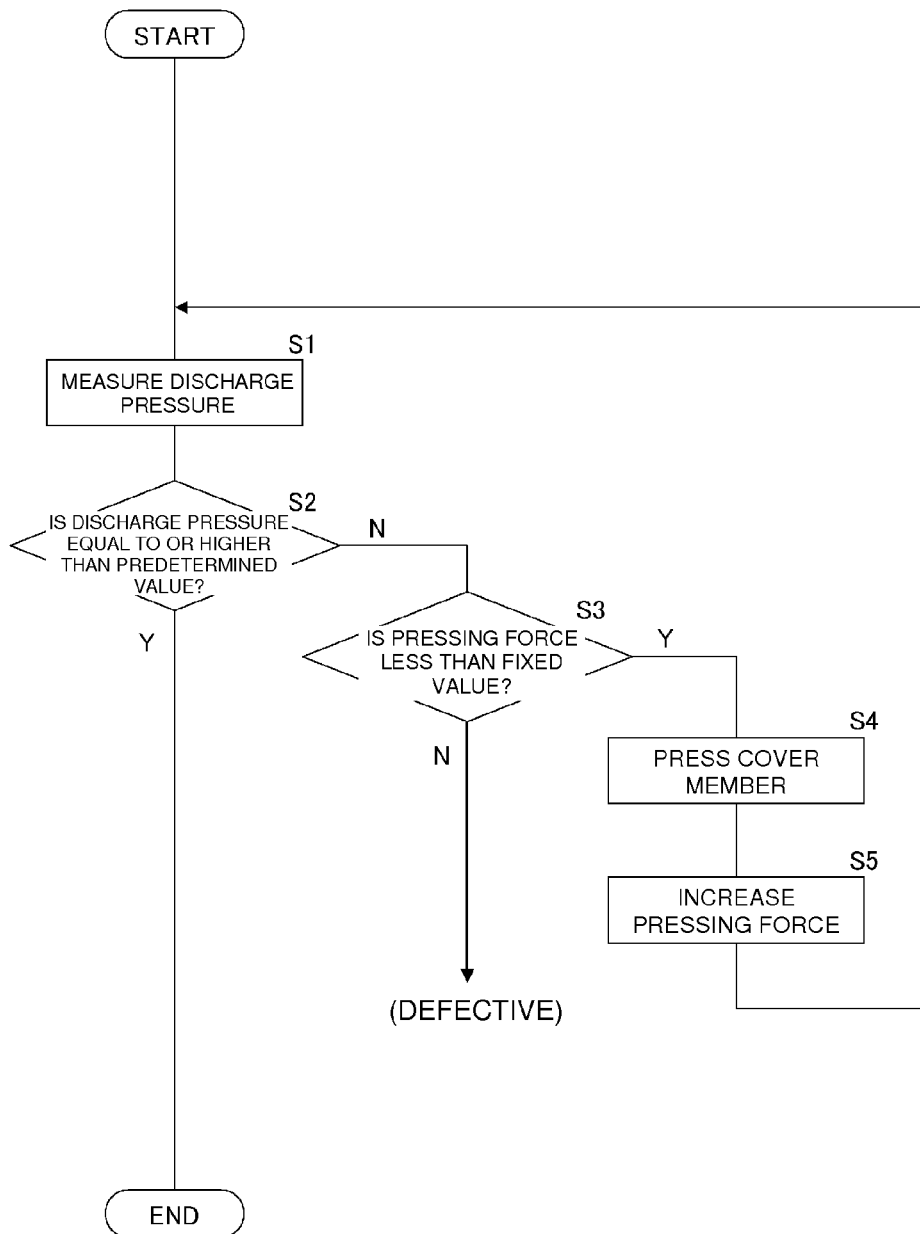 START
S1
MEASURE DISCHARGE
PRESSURE
S2
IS DISCHARGE PRESSURE
EQUAL TO OR HIGHER
THAN PREDETERMINED
VALUE?
N
Y
S3
IS PRESSING FORCE
LESS THAN FIXED
VALUE?
Y
N
S4
PRESS COVER
MEMBER
S5
INCREASE
PRESSING FORCE
(DEFECTIVE)
END